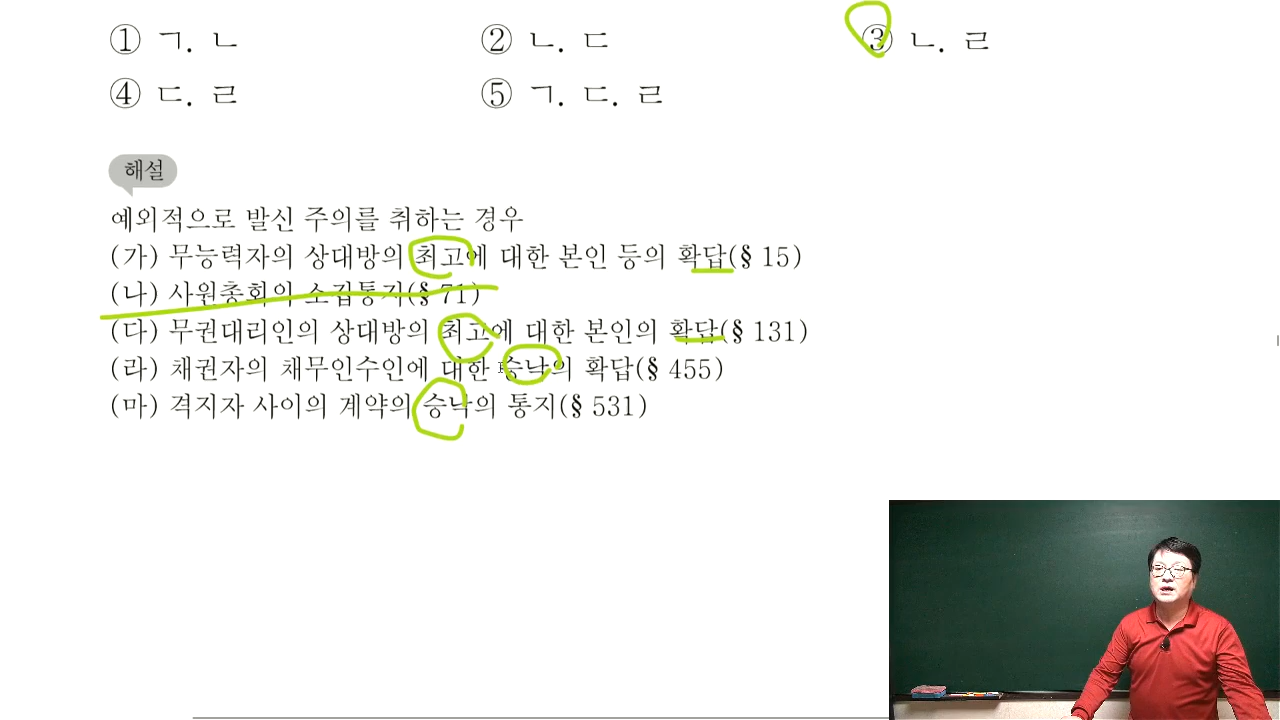 ① ㄱ. ㄴ ② ㄴ. ㄷ ③ ㄴ. ㄹ
④ ㄷ. ㄹ ⑤ ㄱ. ㄷ. ㄹ
해설
예외적으로 발신 주의를 취하는 경우
(가) 무능력자의 상대방의 최고에 대한 본인 등의 확답(§ 15)
(나) 사원총회의 소집통지(§ 71)
(다) 무권대리인의 상대방의 최고에 대한 본인의 확답(§ 131)
(라) 채권자의 채무인수인에 대한 승낙의 확답(§ 455)
(마) 격지자 사이의 계약의 승낙의 통지(§ 531)